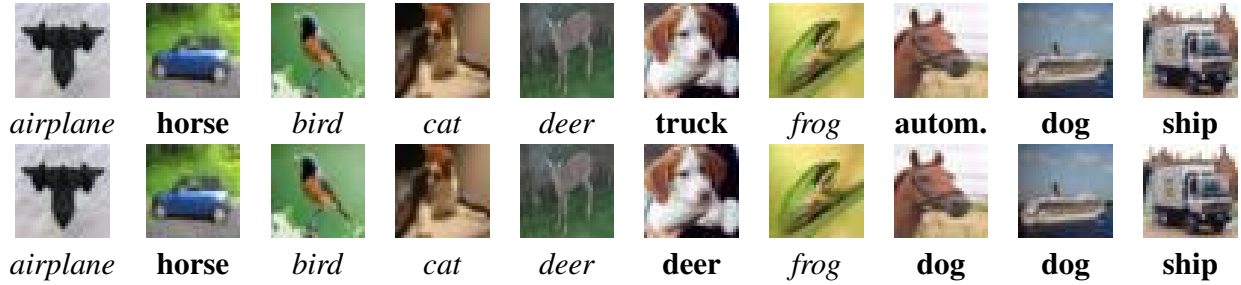 airplane horse bird cat deer truck frog autom. dog ship
airplane horse bird cat deer deer frog dog dog ship